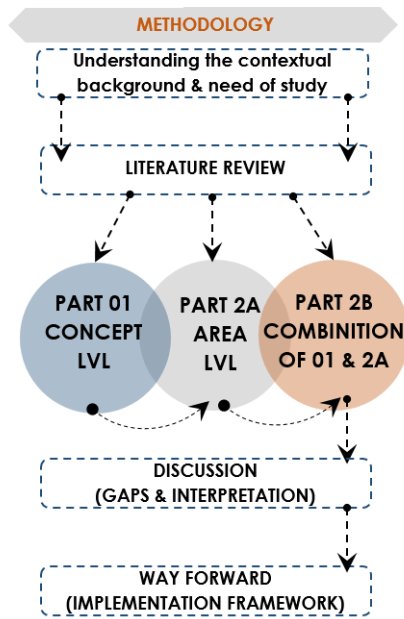 METHODOLOGY
Understanding the contextual
background & need of study
LITERATURE REVIEW
PART 01
CONCEPT
LVL
PART 2A
AREA
LVL
PART 2B
COMBINITION
OF 01 & 2A
DISCUSSION
(GAPS & INTERPRETATION)
WAY FORWARD
(IMPLEMENTATION FRAMEWORK)